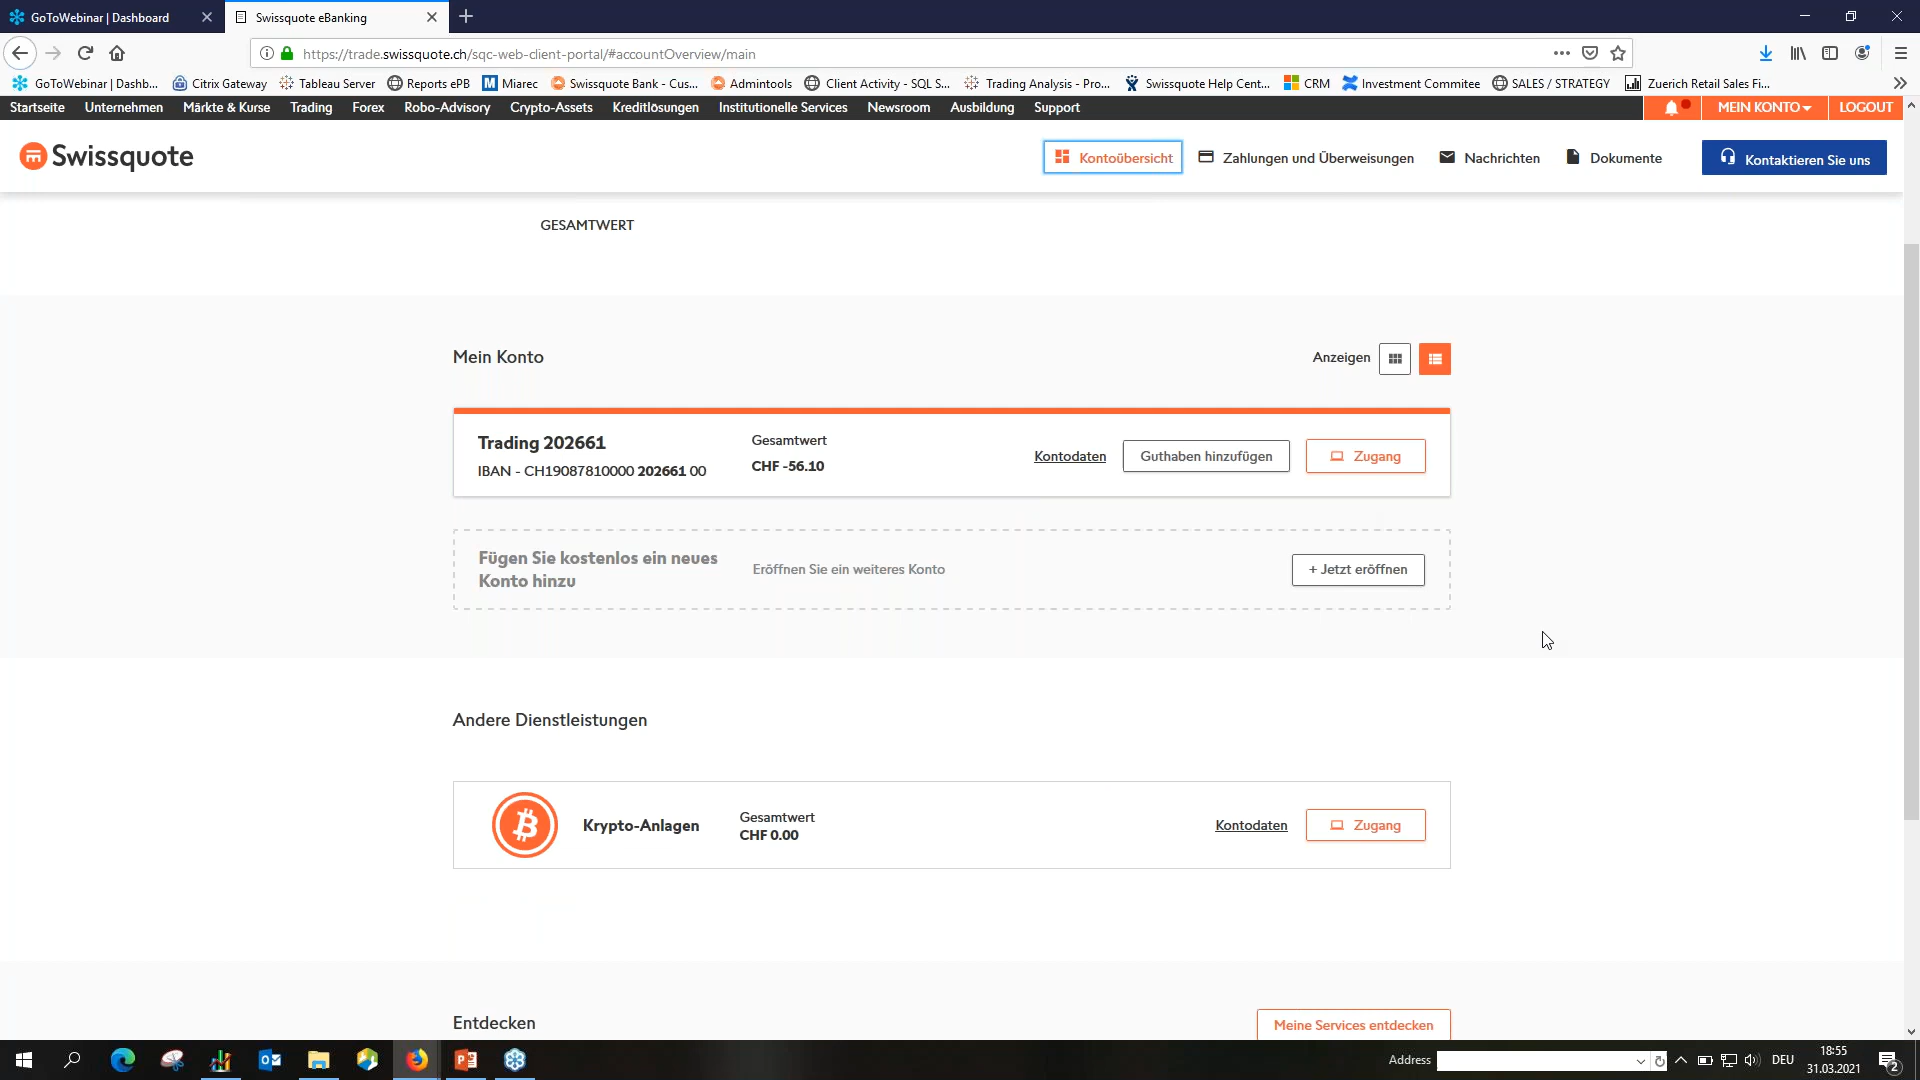 GoToWebinar | Dashboard
Swissquote eBanking
https://trade.swissquote.ch/sqc-web-client-portal/#accountOverview/main
GoToWebinar | Dashb... Citrix Gateway Tableau Server Reports ePB Miarec Swissquote Bank - Cus... Admintools Client Activity - SQL S... Trading Analysis - Pro... Swissquote Help Cent... CRM Investment Commitee SALES / STRATEGY Zuerich Retail Sales Fi...
Startseite Unternehmen Märkte & Kurse Trading Forex Robo-Advisory Crypto-Assets Kreditlösungen Institutionelle Services Newsroom Ausbildung Support MEIN KONTO LOGOUT
Swissquote Kontoübersicht Zahlungen und Überweisungen Nachrichten Dokumente Kontaktieren Sie uns
GESAMTWERT
Mein Konto Anzeigen
Trading 202661
IBAN - CH19087810000 202661 00
Gesamtwert
CHF -56.10
Kontodaten Guthaben hinzufügen Zugang
Fügen Sie kostenlos ein neues
Konto hinzu
Eröffnen Sie ein weiteres Konto
+ Jetzt eröffnen
Andere Dienstleistungen
Krypto-Anlagen
Gesamtwert
CHF 0.00
Kontodaten Zugang
Entdecken Meine Services entdecken
Address DEU
18:55
31.03.2021
2